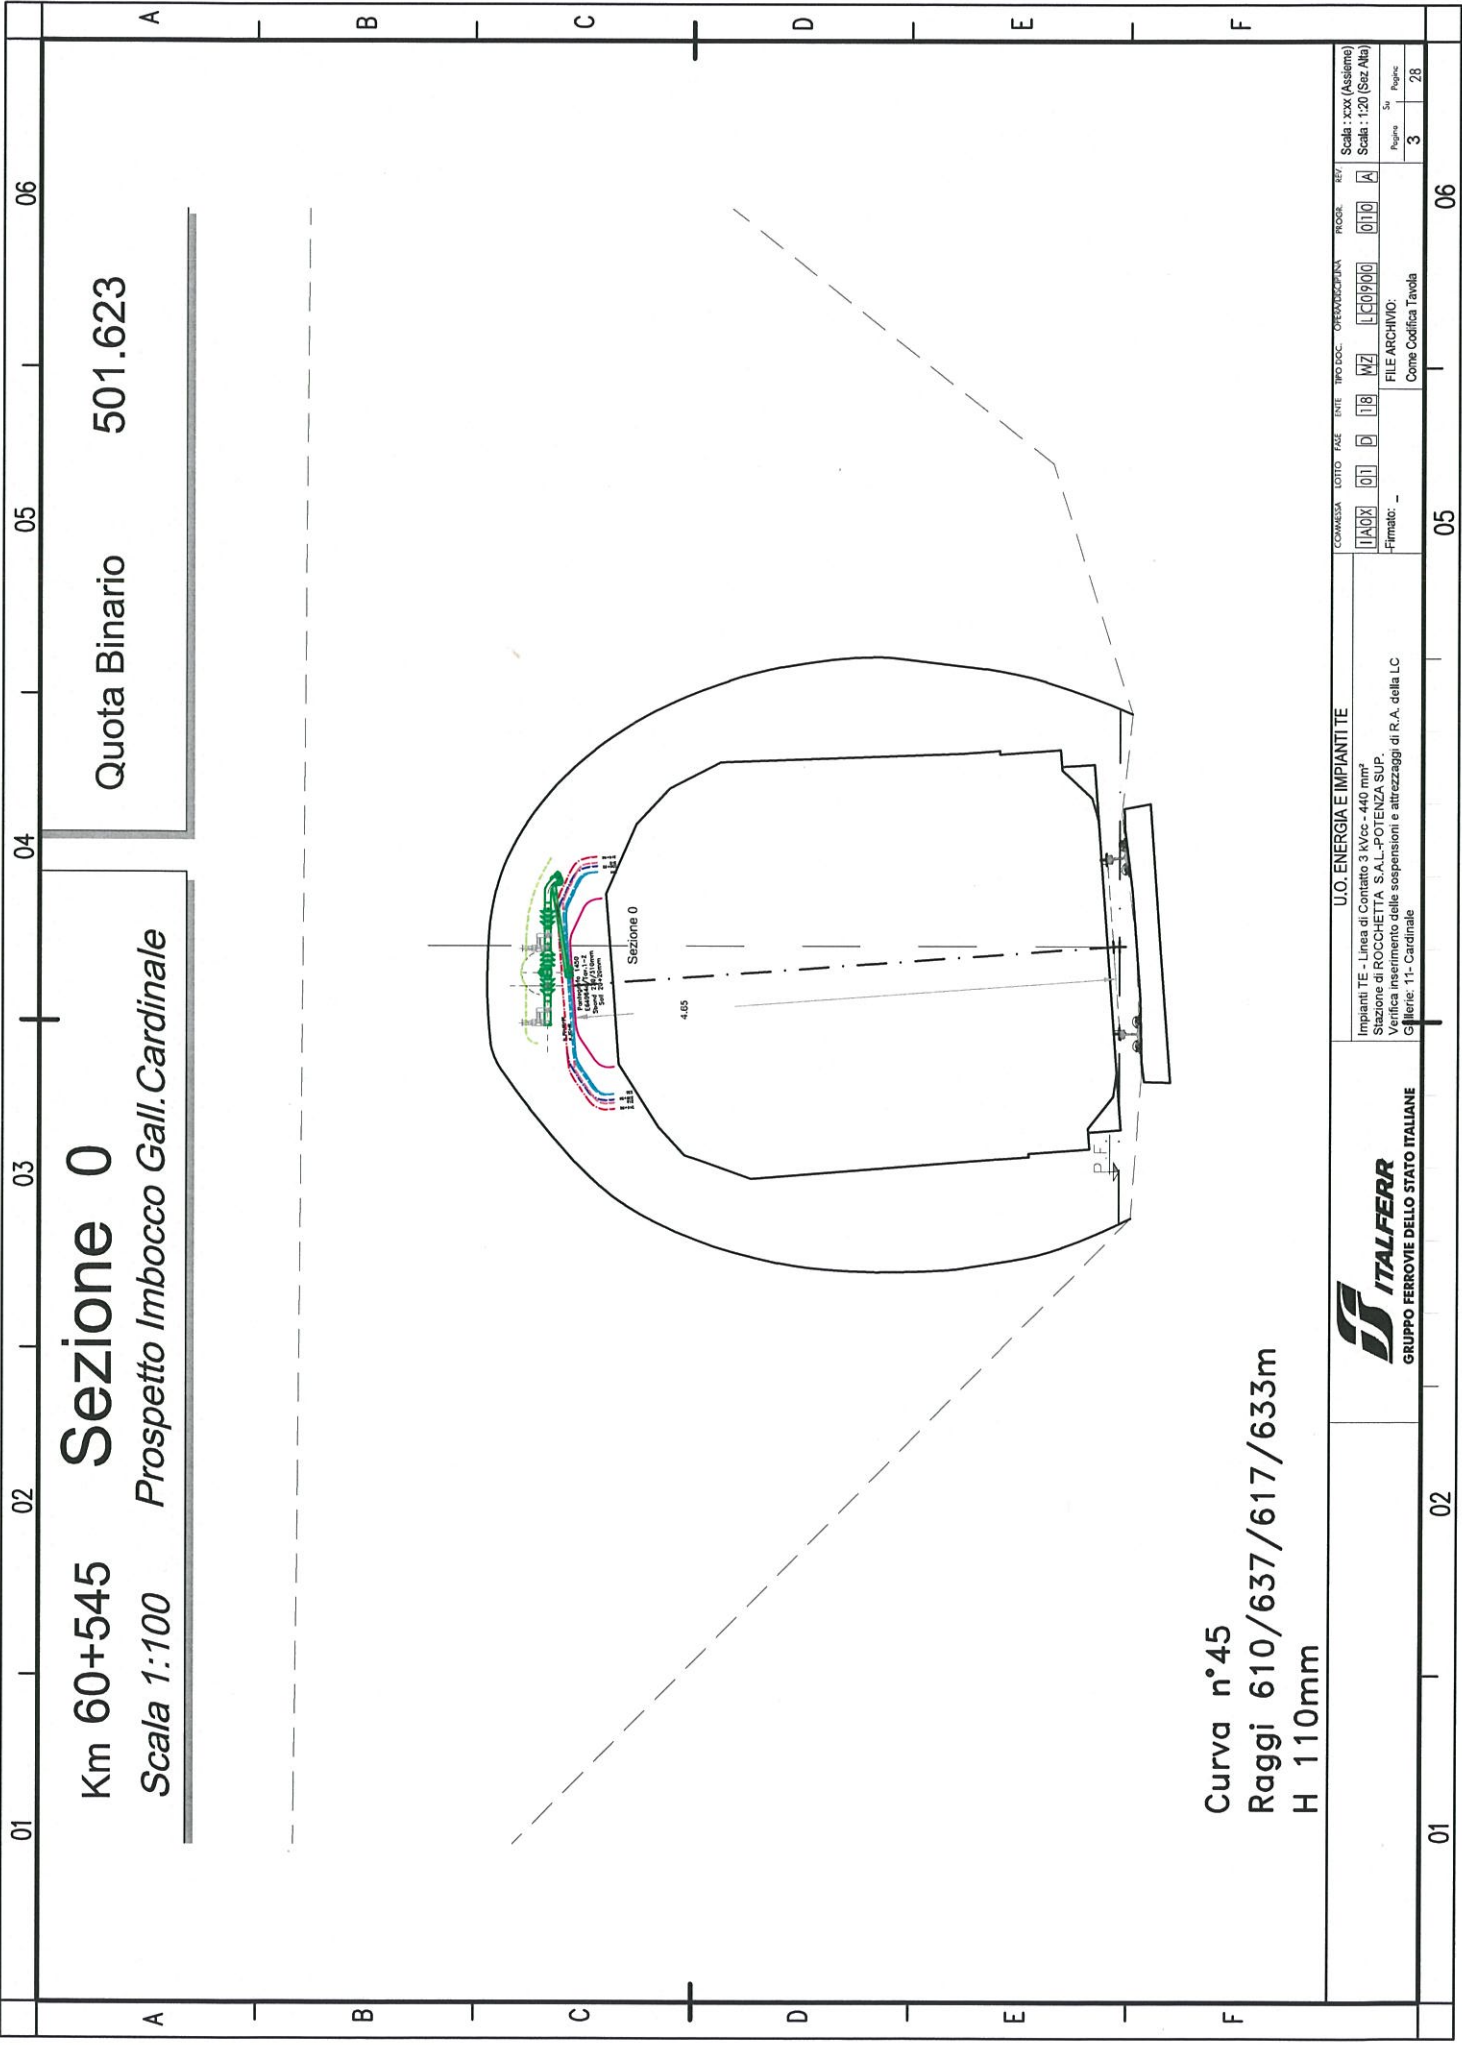 01
02
03
04
05
06
A
B
C
D
E
F
Km 60+545 Sezione 0
Scala 1:100 Prospetto Imbocco Gall.Cardinale
Quota Binario 501.623
Sezione 0
4.65
P.F.
Curva n°45
Raggi 610/637/617/633m
H 110mm
ITALFERR
GRUPPO FERROVIE DELLO STATO ITALIANE
U.O. ENERGIA E IMPIANTI TE
Impianti TE - Linea di Contatto 3 kVcc - 440 mm²
Stazione di ROCCHETTA S.A.L.-POTENZA SUP.
Verifica inserimento delle sospensioni e attrezzaggi di R.A. della LC
Gallerie: 11- Cardinale
COMMESSA LOTTO FASE ENTE TIPO DOC. OPERA/DISCIPLINA PROGR. REV.
IA0X 01 D 18 WZ LC0900 010 A
Firmato: _
FILE ARCHIVIO:
Come Codifica Tavola
Scala : xxx (Assieme)
Scala : 1:20 (Sez Alta)
Pagina Su Pagine
3 28
A
B
C
D
E
F
01
02
05
06